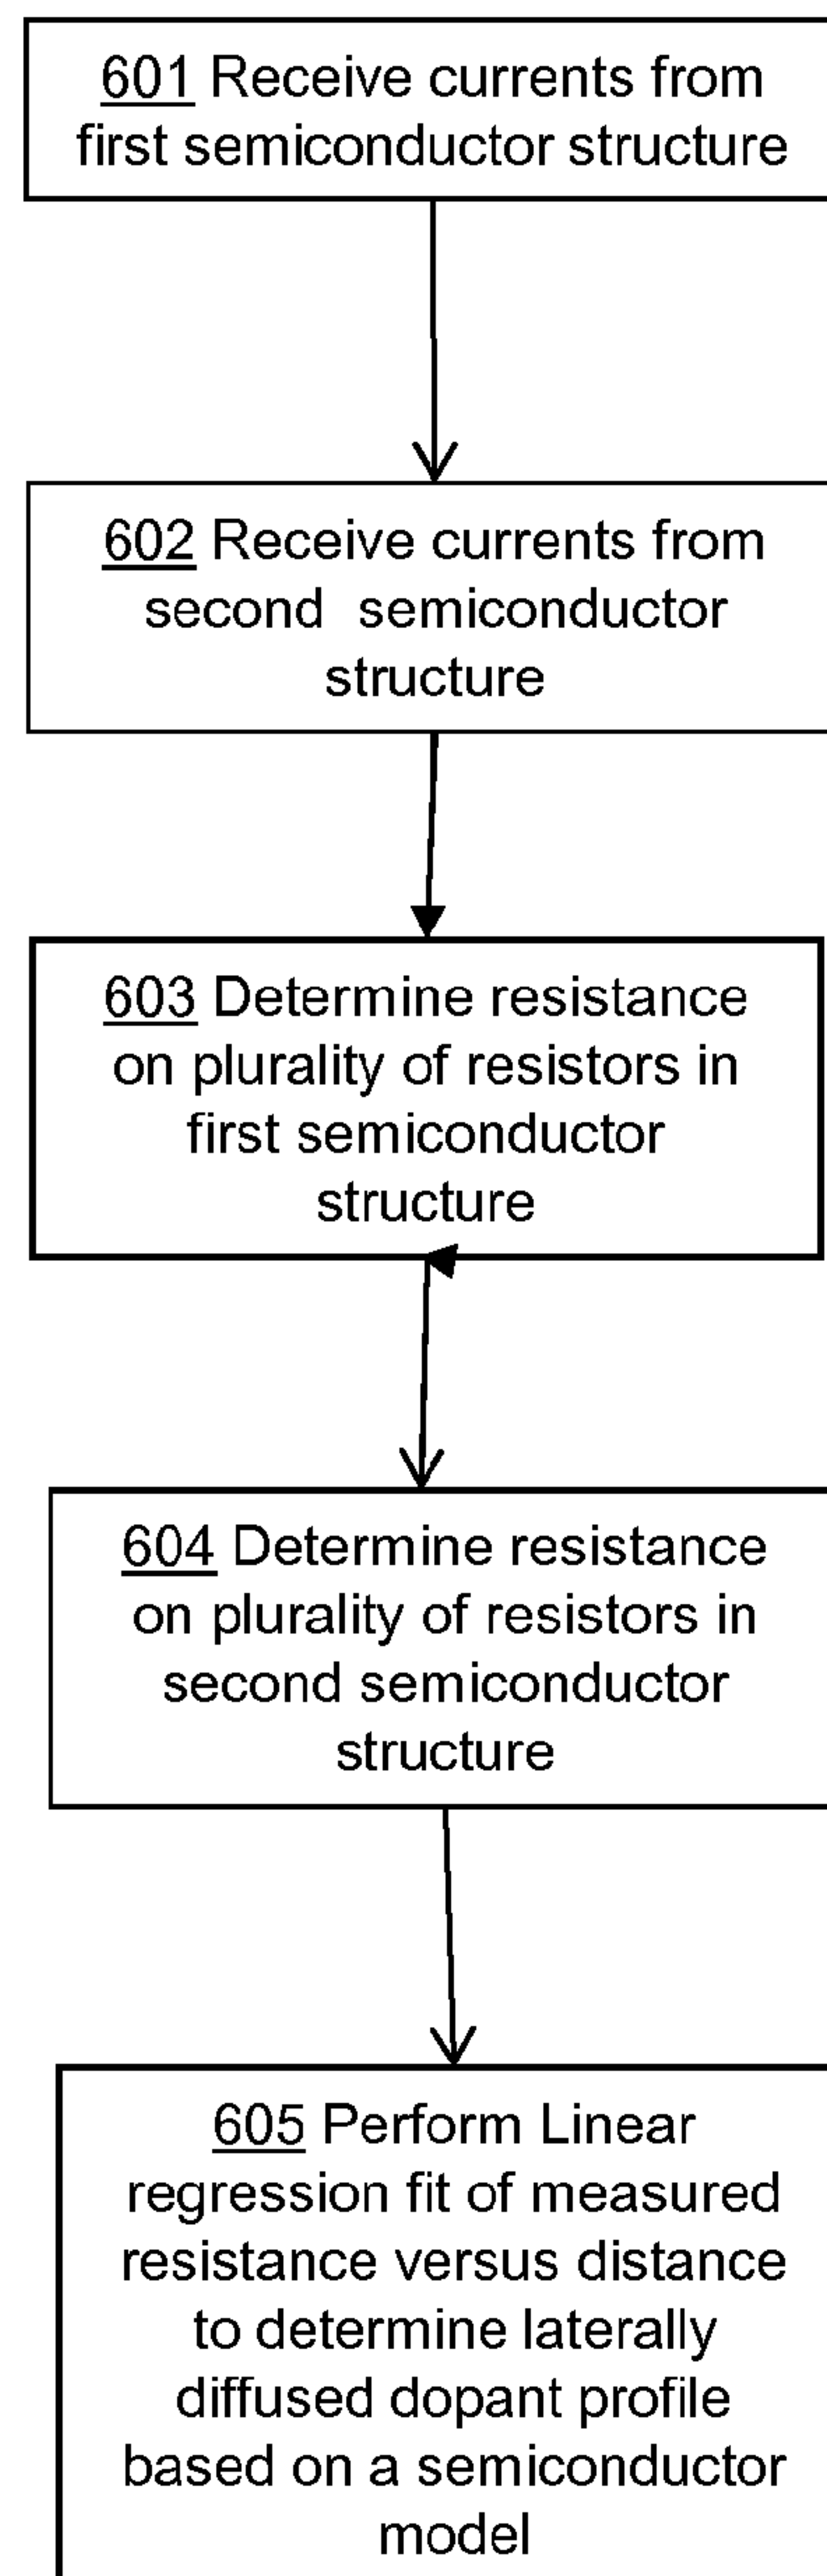 601 Receive currents from
first semiconductor structure
602 Receive currents from
second semiconductor
structure
603 Determine resistance
on plurality of resistors in
first semiconductor
structure
604 Determine resistance
on plurality of resistors in
second semiconductor
structure
605 Perform Linear
regression fit of measured
resistance versus distance
to determine laterally
diffused dopant profile
based on a semiconductor
model